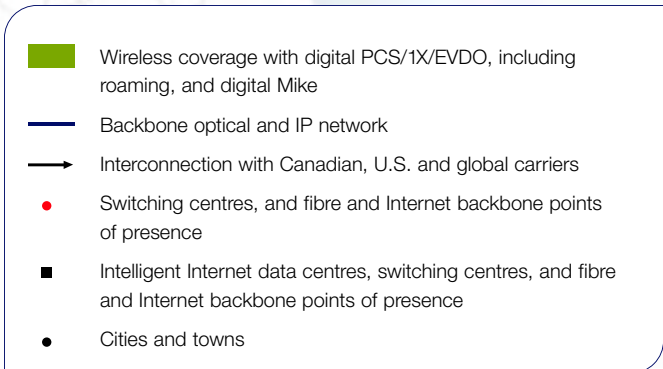 Wireless coverage with digital PCS/1X/EVDO, including
roaming, and digital Mike
Backbone optical and IP network
Interconnection with Canadian, U.S. and global carriers
Switching centres, and fibre and Internet backbone points
of presence
Intelligent Internet data centres, switching centres, and fibre
and Internet backbone points of presence
Cities and towns